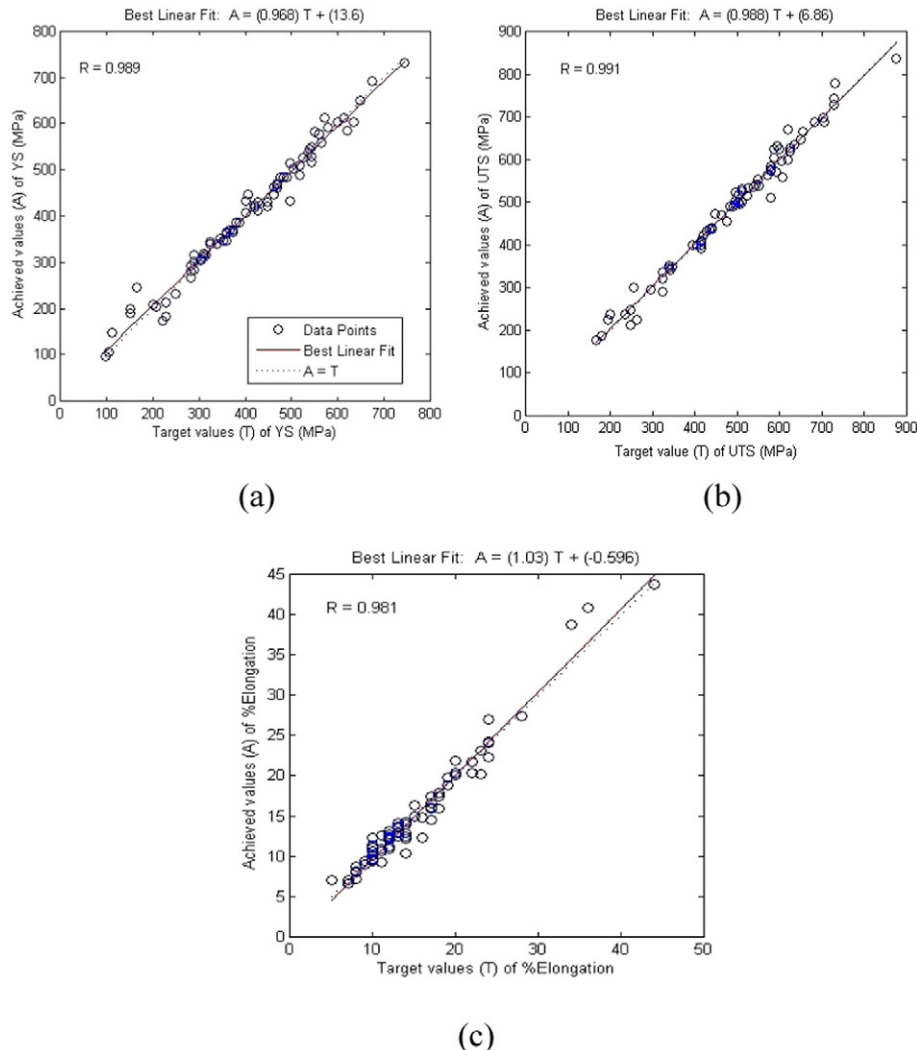 Best Linear Fit: A = (0.968) T + (13.6)
R = 0.989
Achieved values (A) of YS (MPa)
800
700
600
500
400
300
200
100
0
0 100 200 300 400 500 600 700 800
Target values (T) of YS (MPa)
Data Points
Best Linear Fit
A = T
(a)
Best Linear Fit: A = (0.988) T + (6.86)
R = 0.991
Achieved values (A) of UTS (MPa)
900
800
700
600
500
400
300
200
100
0
0 100 200 300 400 500 600 700 800 900
Target value (T) of UTS (MPa)
(b)
Best Linear Fit: A = (1.03) T + (-0.596)
R = 0.981
Achieved values (A) of %Elongation
45
40
35
30
25
20
15
10
5
0
0 10 20 30 40 50
Target values (T) of %Elongation
(c)